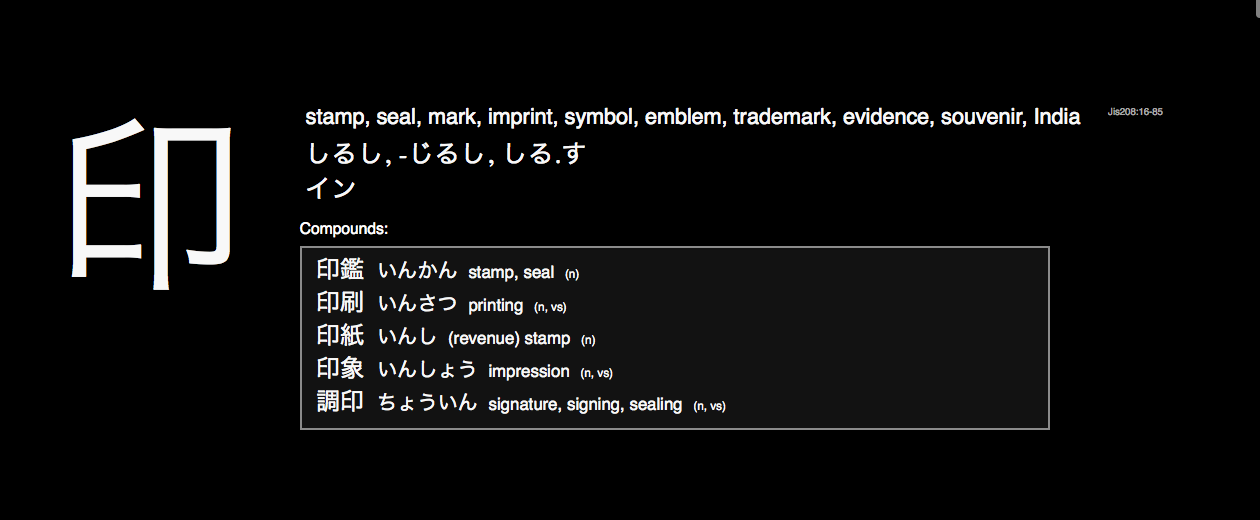 印
stamp, seal, mark, imprint, symbol, emblem, trademark, evidence, souvenir, India
Jis208:16-85
しるし, -じるし, しる.す
イン
Compounds:
印鑑 いんかん stamp, seal (n)
印刷 いんさつ printing (n, vs)
印紙 いんし (revenue) stamp (n)
印象 いんしょう impression (n, vs)
調印 ちょういん signature, signing, sealing (n, vs)